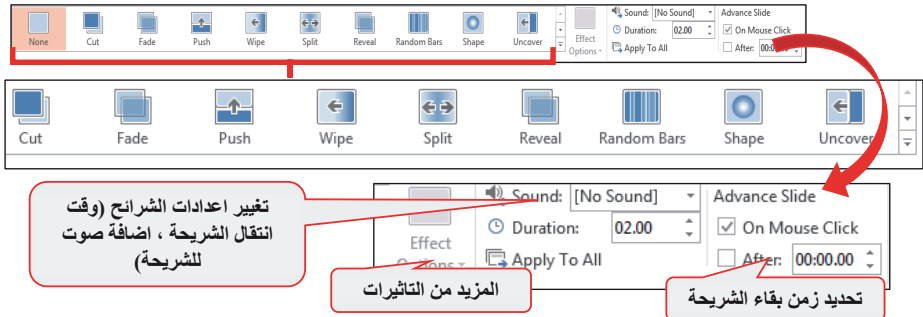 Sound: [No Sound]
Advance Slide
Duration: 02.00
On Mouse Click
Apply To All
After: 00:0
None Cut Fade Push Wipe Split Reveal Random Bars Shape Uncover
Effect
Options
Cut Fade Push Wipe Split Reveal Random Bars Shape Uncover
تغيير اعدادات الشرائح (وقت
انتقال الشريحة ، اضافة صوت
للشريحة)
Sound: [No Sound]
Advance Slide
Duration: 02.00
On Mouse Click
Effect
Options
Apply To All
After: 00:00.00
المزيد من التاثيرات
تحديد زمن بقاء الشريحة